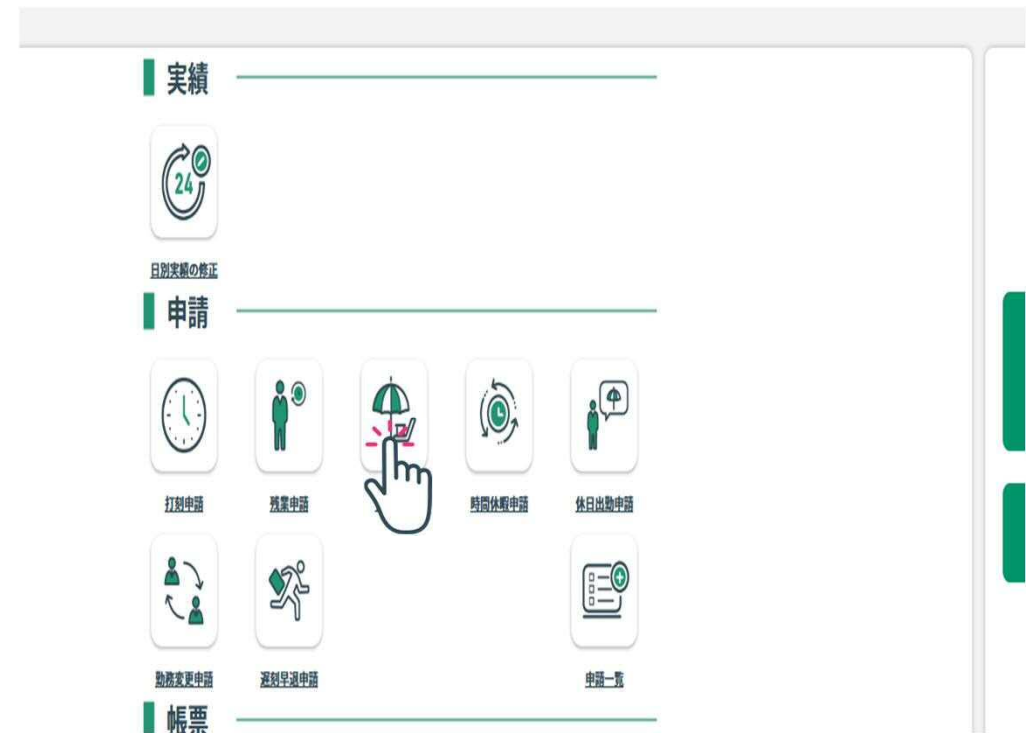 実績
24
日別実績の修正
申請
打刻申請
残業申請
時間休暇申請
休日出勤申請
勤務変更申請
遅刻早退申請
申請一覧
帳票